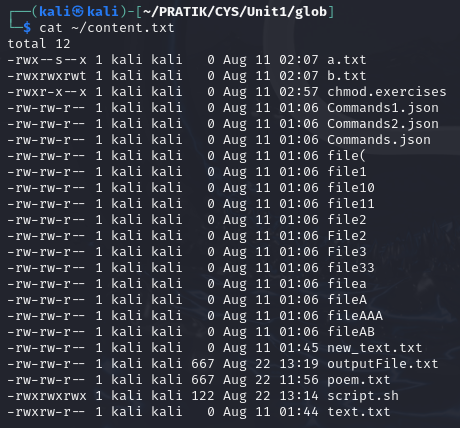 ┌──(kali㉿kali)-[~/PRATIK/CYS/Unit1/glob]
└─$ cat ~/content.txt
total 12
-rwx--s--x 1 kali kali   0 Aug 11 02:07 a.txt
-rwxrwxrwt 1 kali kali   0 Aug 11 02:07 b.txt
-rwxr-x--x 1 kali kali   0 Aug 11 02:57 chmod.exercises
-rw-rw-r-- 1 kali kali   0 Aug 11 01:06 Commands1.json
-rw-rw-r-- 1 kali kali   0 Aug 11 01:06 Commands2.json
-rw-rw-r-- 1 kali kali   0 Aug 11 01:06 Commands.json
-rw-rw-r-- 1 kali kali   0 Aug 11 01:06 file(
-rw-rw-r-- 1 kali kali   0 Aug 11 01:06 file1
-rw-rw-r-- 1 kali kali   0 Aug 11 01:06 file10
-rw-rw-r-- 1 kali kali   0 Aug 11 01:06 file11
-rw-rw-r-- 1 kali kali   0 Aug 11 01:06 file2
-rw-rw-r-- 1 kali kali   0 Aug 11 01:06 File2
-rw-rw-r-- 1 kali kali   0 Aug 11 01:06 File3
-rw-rw-r-- 1 kali kali   0 Aug 11 01:06 file33
-rw-rw-r-- 1 kali kali   0 Aug 11 01:06 filea
-rw-rw-r-- 1 kali kali   0 Aug 11 01:06 fileA
-rw-rw-r-- 1 kali kali   0 Aug 11 01:06 fileAAA
-rw-rw-r-- 1 kali kali   0 Aug 11 01:06 fileAB
-rw-rw-r-- 1 kali kali   0 Aug 11 01:45 new_text.txt
-rw-rw-r-- 1 kali kali 667 Aug 22 13:19 outputFile.txt
-rw-rw-r-- 1 kali kali 667 Aug 22 11:56 poem.txt
-rwxrwxrwx 1 kali kali 122 Aug 22 13:14 script.sh
-rwxrw-r-- 1 kali kali   0 Aug 11 01:44 text.txt